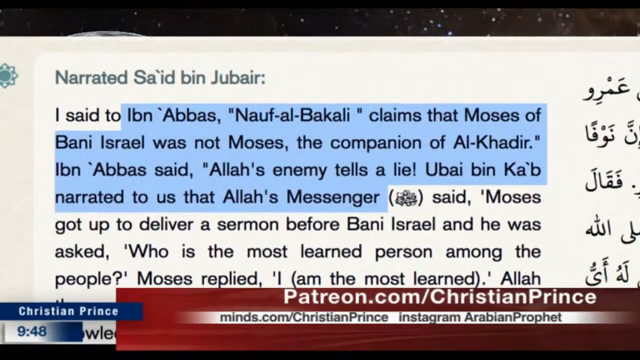 Narrated Sa`id bin Jubair:
I said to Ibn `Abbas, "Nauf-al-Bakali " claims that Moses of
Bani Israel was not Moses, the companion of Al-Khadir."
Ibn `Abbas said, "Allah's enemy tells a lie! Ubai bin Ka`b
narrated to us that Allah's Messenger (ﷺ) said, 'Moses
got up to deliver a sermon before Bani Israel and he was
asked, 'Who is the most learned person among the
people?' Moses replied, 'I (am the most learned).' Allah
عَمْرِو
إِنَّ نَوْفًا
فَقَالَ
الله
لَهُ أَىُّ
Patreon.com/ChristianPrince
Christian Prince
minds.com/ChristianPrince instagram ArabianProphet
9:48